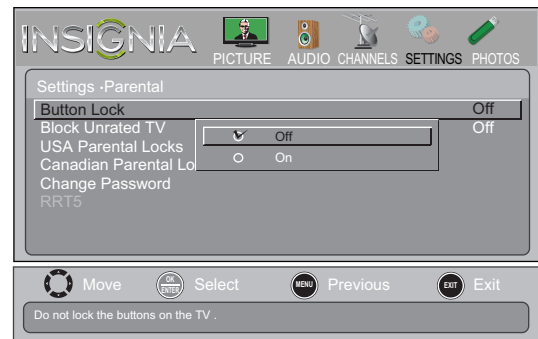 INSIGNIA
PICTURE AUDIO CHANNELS SETTINGS PHOTOS
Settings ·Parental
Button Lock Off
Block Unrated TV Off
Off
USA Parental Locks
On
Canadian Parental Lo
Change Password
RRT5
Move OK ENTER Select MENU Previous EXIT Exit
Do not lock the buttons on the TV .